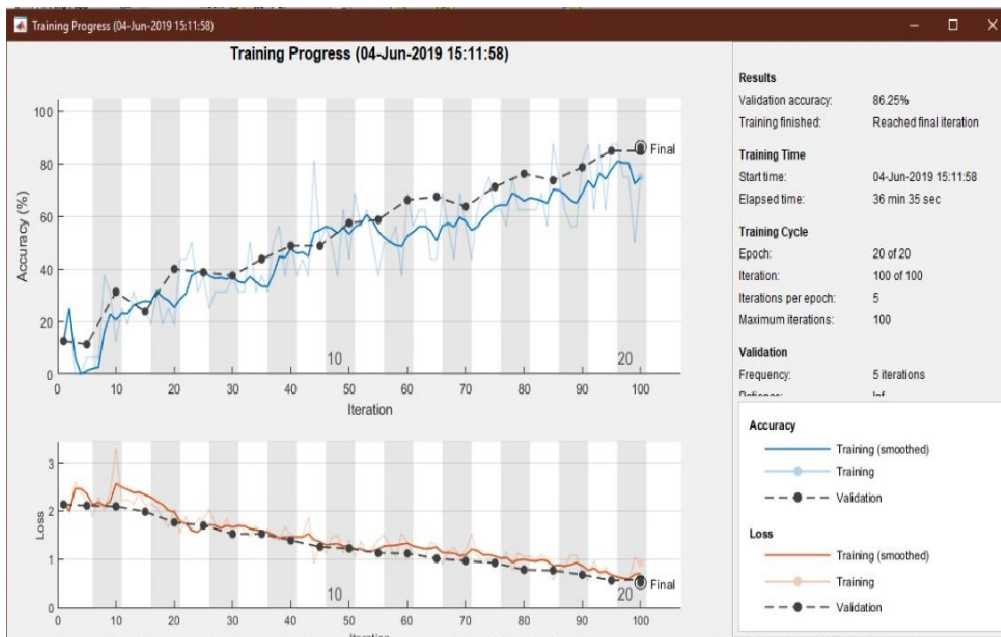 Training Progress (04-Jun-2019 15:11:58)
Training Progress (04-Jun-2019 15:11:58)
Accuracy (%)
100
80
60
40
20
0
Final
10
20
0 10 20 30 40 50 60 70 80 90 100
Iteration
Loss
3
2
1
0
Final
10
20
0 10 20 30 40 50 60 70 80 90 100
Iteration
Results
Validation accuracy: 86.25%
Training finished: Reached final iteration
Training Time
Start time: 04-Jun-2019 15:11:58
Elapsed time: 36 min 35 sec
Training Cycle
Epoch: 20 of 20
Iteration: 100 of 100
Iterations per epoch: 5
Maximum iterations: 100
Validation
Frequency: 5 iterations
Patience: Inf
Accuracy
Training (smoothed)
Training
Validation
Loss
Training (smoothed)
Training
Validation